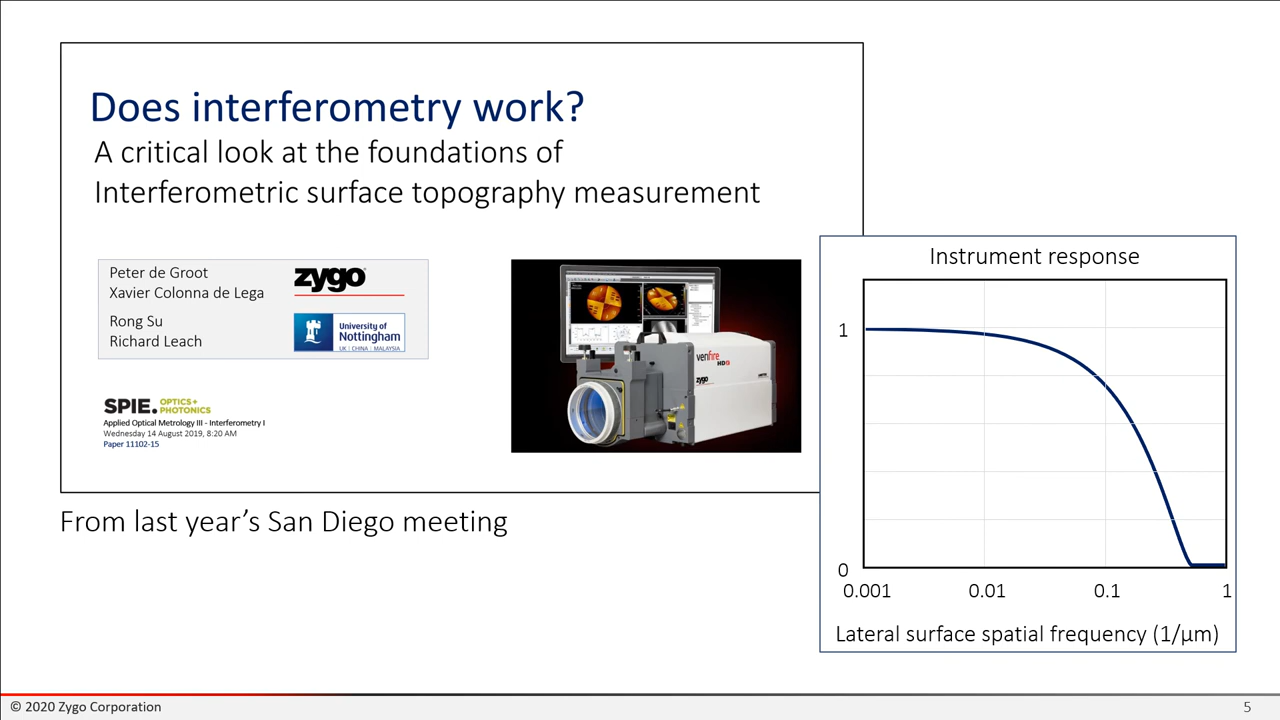 Does interferometry work?
A critical look at the foundations of
Interferometric surface topography measurement
Peter de Groot
Xavier Colonna de Lega
Rong Su
Richard Leach
zygo
University of
Nottingham
UK | CHINA | MALAYSIA
SPIE. OPTICS+
PHOTONICS
Applied Optical Metrology III - Interferometry I
Wednesday 14 August 2019, 8:20 AM
Paper 11102-15
verifire
HDX
zygo
From last year’s San Diego meeting
Instrument response
1
0
0.001 0.01 0.1 1
Lateral surface spatial frequency (1/µm)
© 2020 Zygo Corporation
5